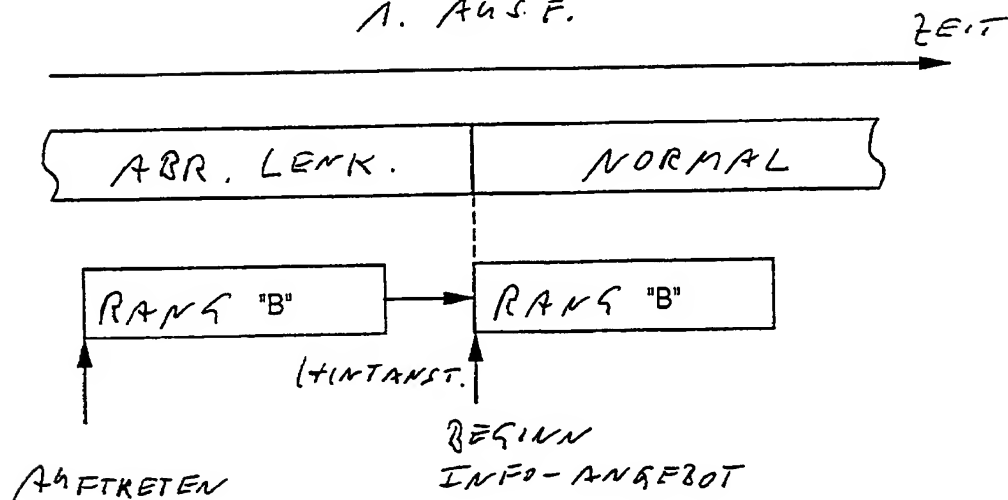 1. AUSF.
ZEIT
ABR. LENK. NORMAL
RANG "B" RANG "B"
HINTANST.
BEGINN
INFO-ANGEBOT
AUFTRETEN